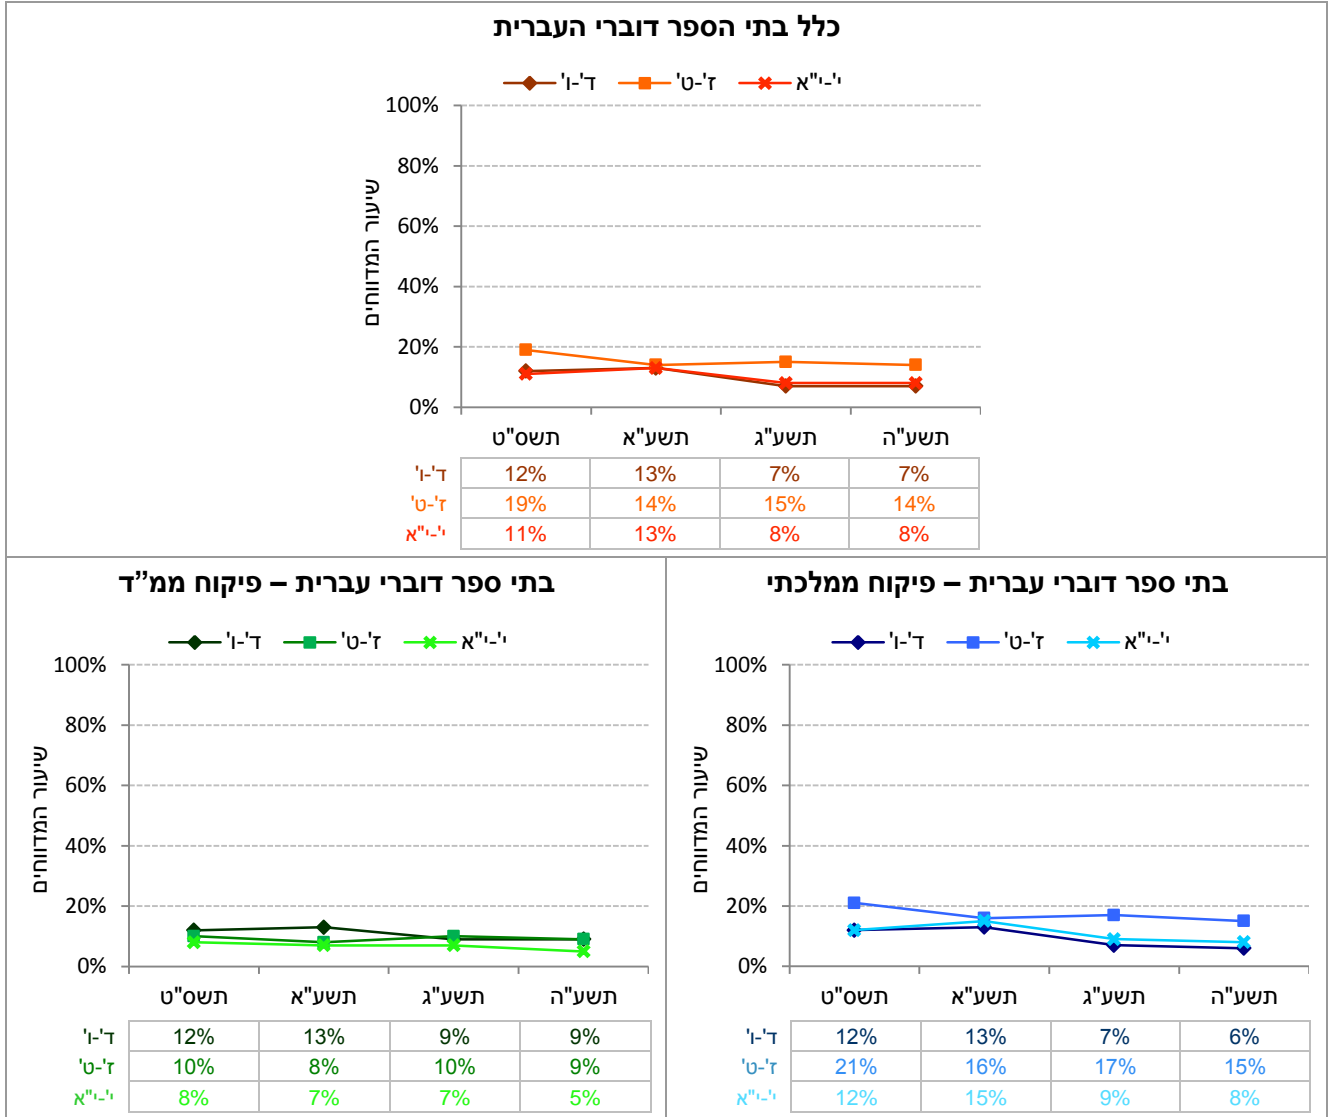 כלל בתי הספר דוברי העברית
ד'-ו' ז'-ט' י'-י"א
שיעור המדווחים
100%
80%
60%
40%
20%
0%
תשס"ט תשע"א תשע"ג תשע"ה
ד'-ו' 12% 13% 7% 7%
ז'-ט' 19% 14% 15% 14%
י'-י"א 11% 13% 8% 8%
בתי ספר דוברי עברית – פיקוח ממלכתי
ד'-ו' ז'-ט' י'-י"א
שיעור המדווחים
100%
80%
60%
40%
20%
0%
תשס"ט תשע"א תשע"ג תשע"ה
ד'-ו' 12% 13% 7% 6%
ז'-ט' 21% 16% 17% 15%
י'-י"א 12% 15% 9% 8%
בתי ספר דוברי עברית – פיקוח ממ”ד
ד'-ו' ז'-ט' י'-י"א
שיעור המדווחים
100%
80%
60%
40%
20%
0%
תשס"ט תשע"א תשע"ג תשע"ה
ד'-ו' 12% 13% 9% 9%
ז'-ט' 10% 8% 10% 9%
י'-י"א 8% 7% 7% 5%